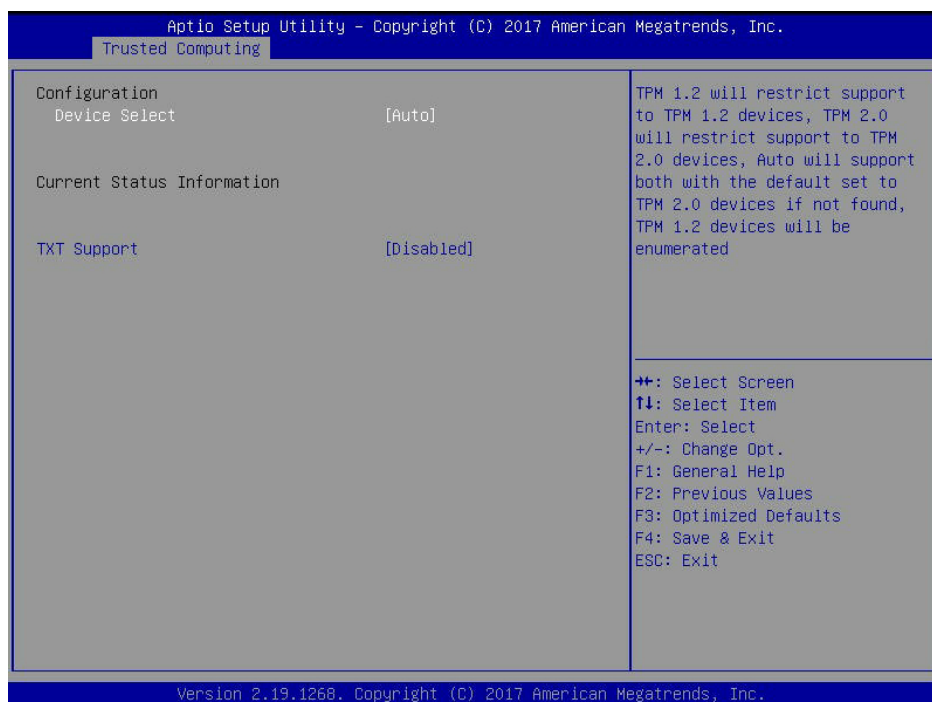 Aptio Setup Utility – Copyright (C) 2017 American Megatrends, Inc.
Trusted Computing
Configuration
Device Select [Auto]
Current Status Information
TXT Support [Disabled]
TPM 1.2 will restrict support
to TPM 1.2 devices, TPM 2.0
will restrict support to TPM
2.0 devices, Auto will support
both with the default set to
TPM 2.0 devices if not found,
TPM 1.2 devices will be
enumerated
→←: Select Screen
↑↓: Select Item
Enter: Select
+/-: Change Opt.
F1: General Help
F2: Previous Values
F3: Optimized Defaults
F4: Save & Exit
ESC: Exit
Version 2.19.1268. Copyright (C) 2017 American Megatrends, Inc.